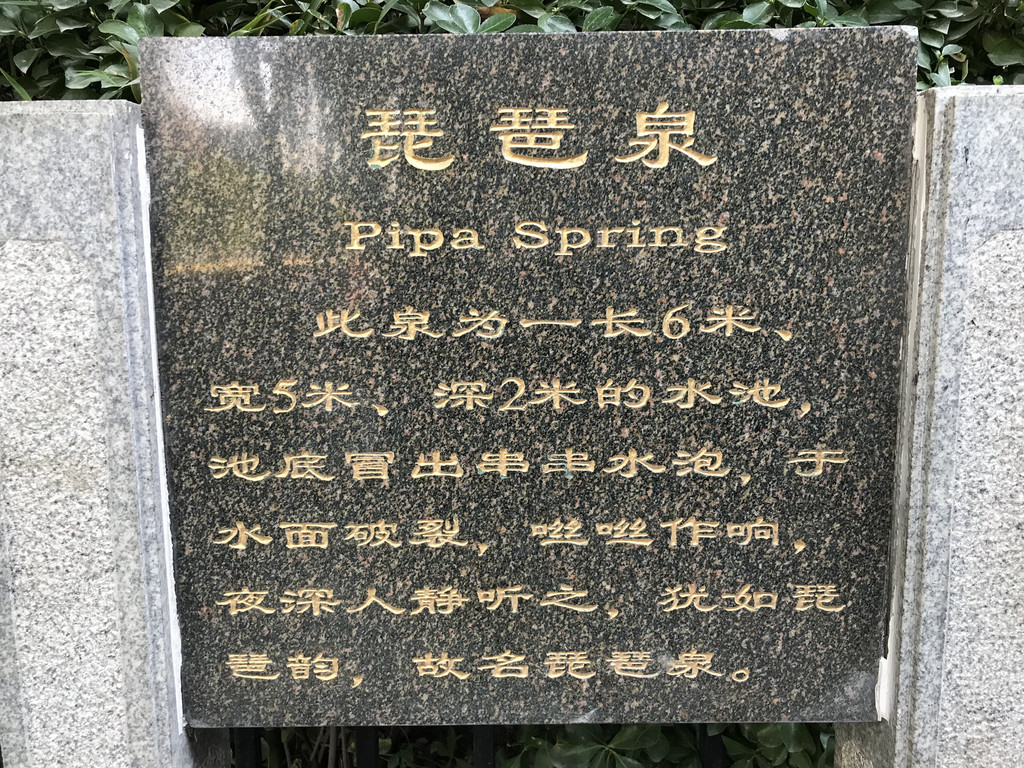 琵琶泉
Pipa Spring
此泉为一长6米、
宽5米、深2米的水池，
池底冒出串串水泡，于
水面破裂，咝咝作响，
夜深人静听之，犹如琵
琶韵，故名琵琶泉。